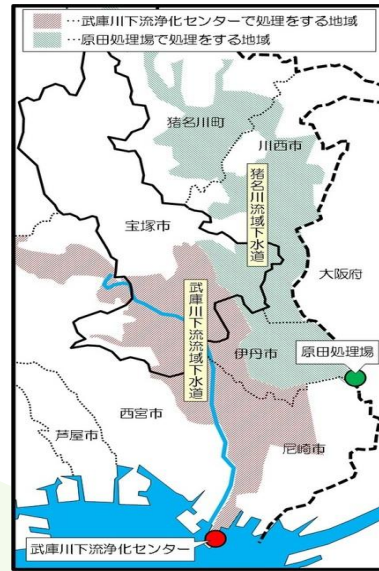 …武庫川下流浄化センターで処理をする地域
…原田処理場で処理をする地域
猪名川町
川西市
猪名川流域下水道
宝塚市
大阪府
武庫川下流流域下水道
伊丹市
原田処理場
西宮市
芦屋市
尼崎市
武庫川下流浄化センター